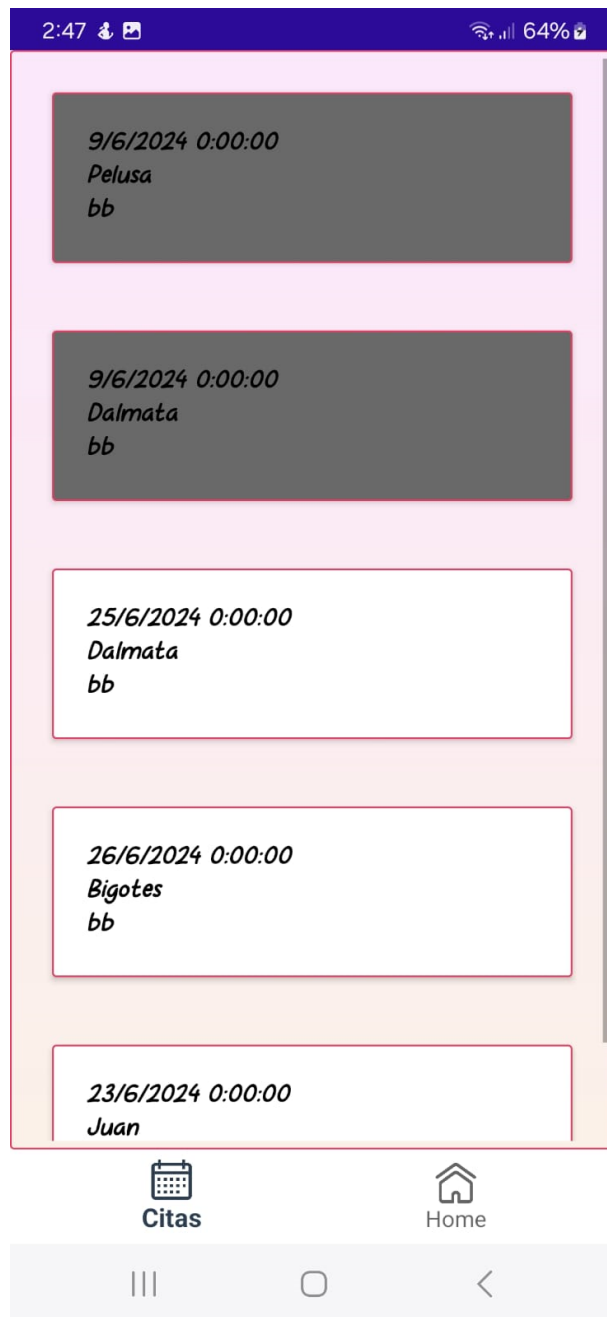 2:47 64%
9/6/2024 0:00:00
Pelusa
bb
9/6/2024 0:00:00
Dalmata
bb
25/6/2024 0:00:00
Dalmata
bb
26/6/2024 0:00:00
Bigotes
bb
23/6/2024 0:00:00
Juan
Citas Home